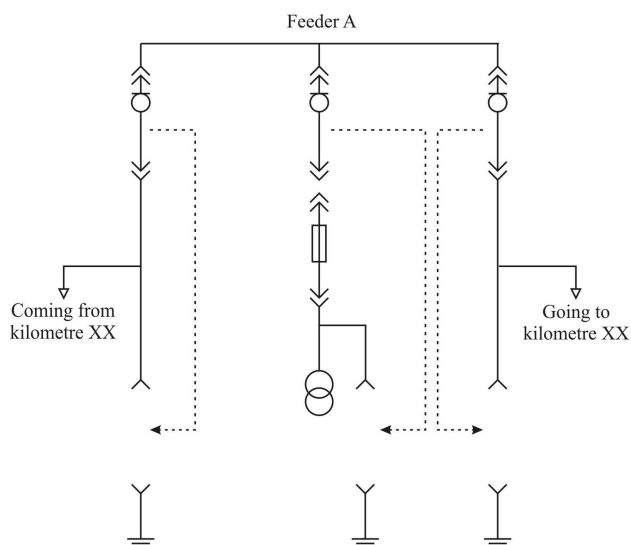 Feeder A
Coming from
kilometre XX
Going to
kilometre XX